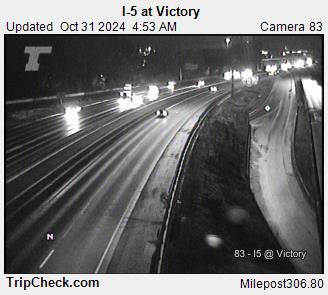 I-5 at Victory
Updated Oct 31 2024 4:53 AM Camera 83
T
N
83 - I5 @ Victory
TripCheck.com Milepost306.80